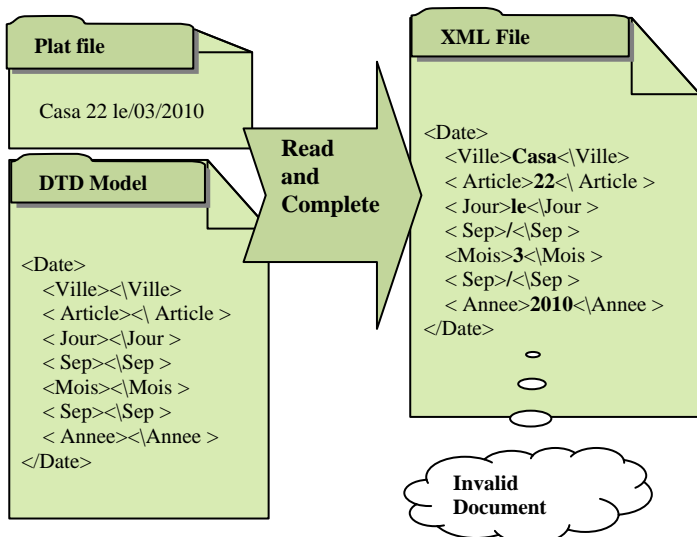 Plat file
Casa 22 le/03/2010
DTD Model
<Date>
<Ville><\Ville>
< Article><\ Article >
< Jour><\Jour >
< Sep><\Sep >
<Mois><\Mois >
< Sep><\Sep >
< Annee><\Annee >
</Date>
Read
and
Complete
XML File
<Date>
<Ville>Casa<\Ville>
< Article>22<\ Article >
< Jour>le<\Jour >
< Sep>/<\Sep >
<Mois>3<\Mois >
< Sep>/<\Sep >
< Annee>2010<\Annee >
</Date>
Invalid
Document